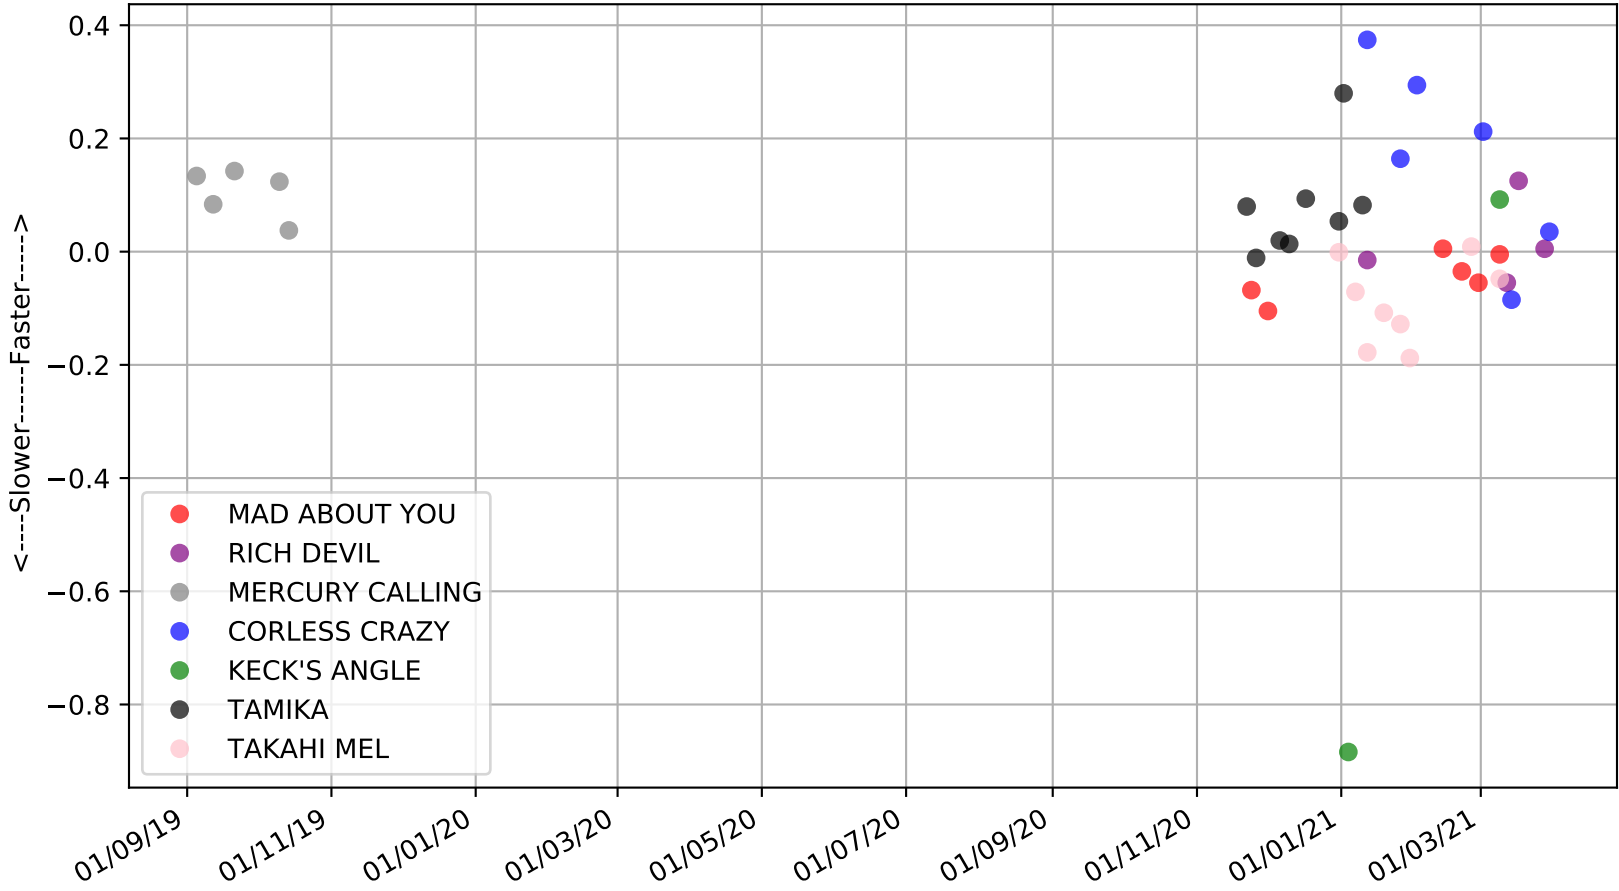 0.4
0.2
0.0
−0.2
−0.4
−0.6
−0.8
<----Slower-------Faster----->
MAD ABOUT YOU
RICH DEVIL
MERCURY CALLING
CORLESS CRAZY
KECK'S ANGLE
TAMIKA
TAKAHI MEL
01/09/19
01/11/19
01/01/20
01/03/20
01/05/20
01/07/20
01/09/20
01/11/20
01/01/21
01/03/21